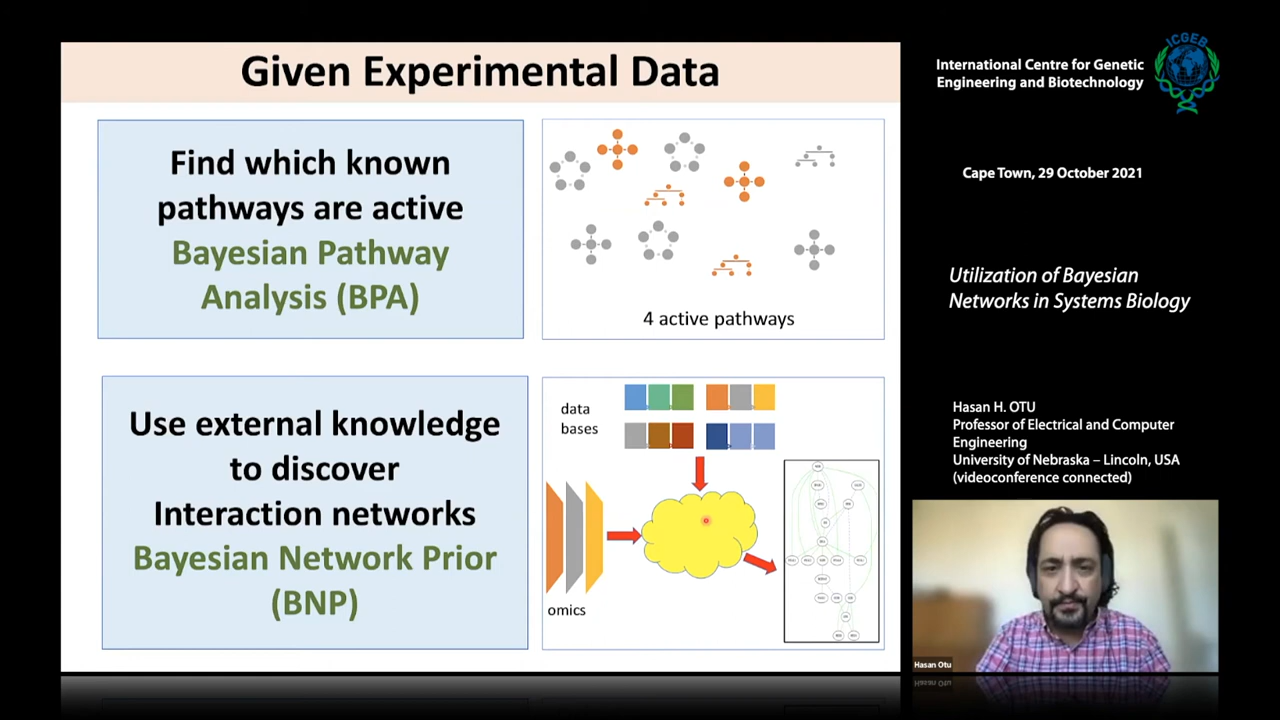 Given Experimental Data
Find which known
pathways are active
Bayesian Pathway
Analysis (BPA)
4 active pathways
Use external knowledge
to discover
Interaction networks
Bayesian Network Prior
(BNP)
data
bases
omics
International Centre for Genetic
Engineering and Biotechnology
ICGEB
Cape Town, 29 October 2021
Utilization of Bayesian
Networks in Systems Biology
Hasan H. OTU
Professor of Electrical and Computer
Engineering
University of Nebraska – Lincoln, USA
(videoconference connected)
Hasan Otu